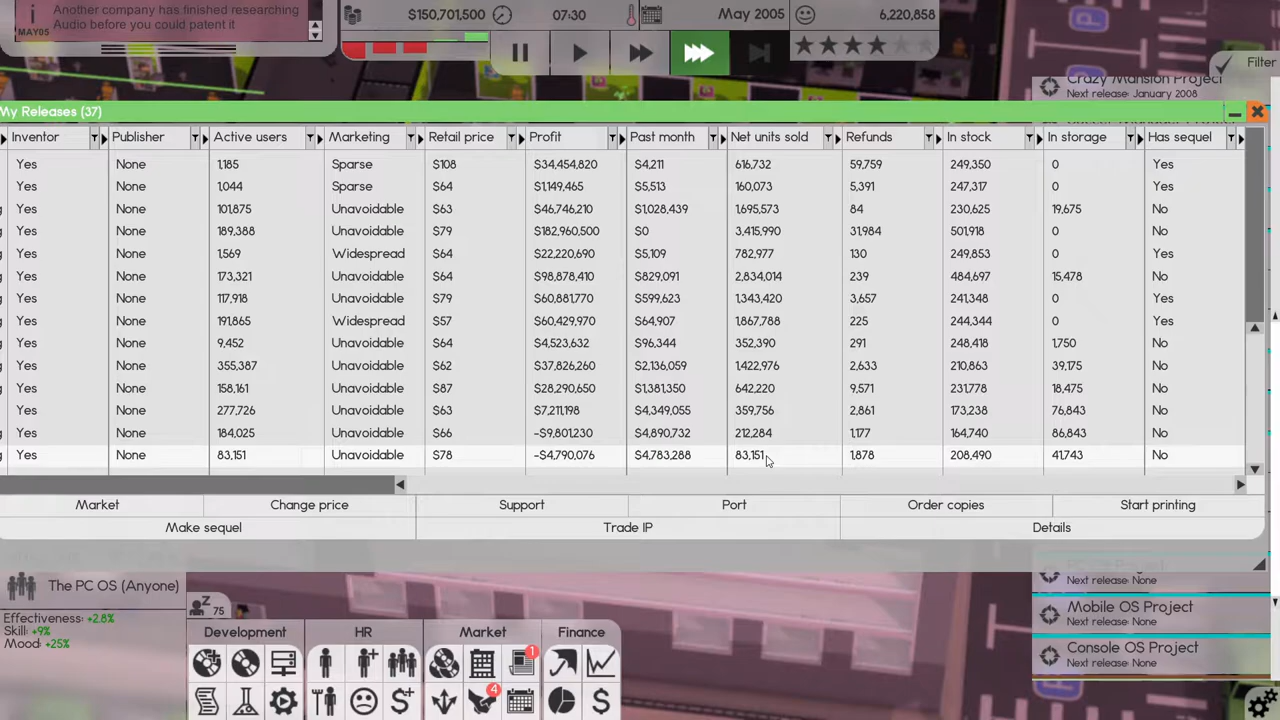 Another company has finished researching
Audio before you could patent it
MAY05
$150,701,500
07:30
May 2005
6,220,858
Filter
Crazy Mansion Project
Next release: January 2008
My Releases (37)
Inventor Publisher Active users Marketing Retail price Profit Past month Net units sold Refunds In stock In storage Has sequel
Yes None 1,185 Sparse $108 $34,454,820 $4,211 616,732 59,759 249,350 0 Yes
Yes None 1,044 Sparse $64 $1,149,465 $5,513 160,073 5,391 247,317 0 Yes
Yes None 101,875 Unavoidable $63 $46,746,210 $1,028,439 1,695,573 84 230,625 19,675 No
Yes None 189,388 Unavoidable $79 $182,960,500 $0 3,415,990 31,984 501,918 0 No
Yes None 1,569 Widespread $64 $22,220,690 $5,109 782,977 130 249,853 0 Yes
Yes None 173,321 Unavoidable $64 $98,878,410 $829,091 2,834,014 239 484,697 15,478 No
Yes None 117,918 Unavoidable $79 $60,881,770 $599,623 1,343,420 3,657 241,348 0 Yes
Yes None 191,865 Widespread $57 $60,429,970 $64,907 1,867,788 225 244,344 0 Yes
Yes None 9,452 Unavoidable $64 $4,523,632 $96,344 352,390 291 248,418 1,750 No
Yes None 355,387 Unavoidable $62 $37,826,260 $2,136,059 1,422,976 2,633 210,863 39,175 No
Yes None 158,161 Unavoidable $87 $28,290,650 $1,381,350 642,220 9,571 231,778 18,475 No
Yes None 277,726 Unavoidable $63 $7,211,198 $4,349,055 359,756 2,861 173,238 76,843 No
Yes None 184,025 Unavoidable $66 -$9,801,230 $4,890,732 212,284 1,177 164,740 86,843 No
Yes None 83,151 Unavoidable $78 -$4,790,076 $4,783,288 83,151 1,878 208,490 41,743 No
Market Change price Support Port Order copies Start printing
Make sequel Trade IP Details
The PC OS (Anyone)
Effectiveness: +2.8%
Skill: +9%
Mood: +25%
Z
75
Development HR Market Finance
1
4
Next release: None
Mobile OS Project
Next release: None
Console OS Project
Next release: None